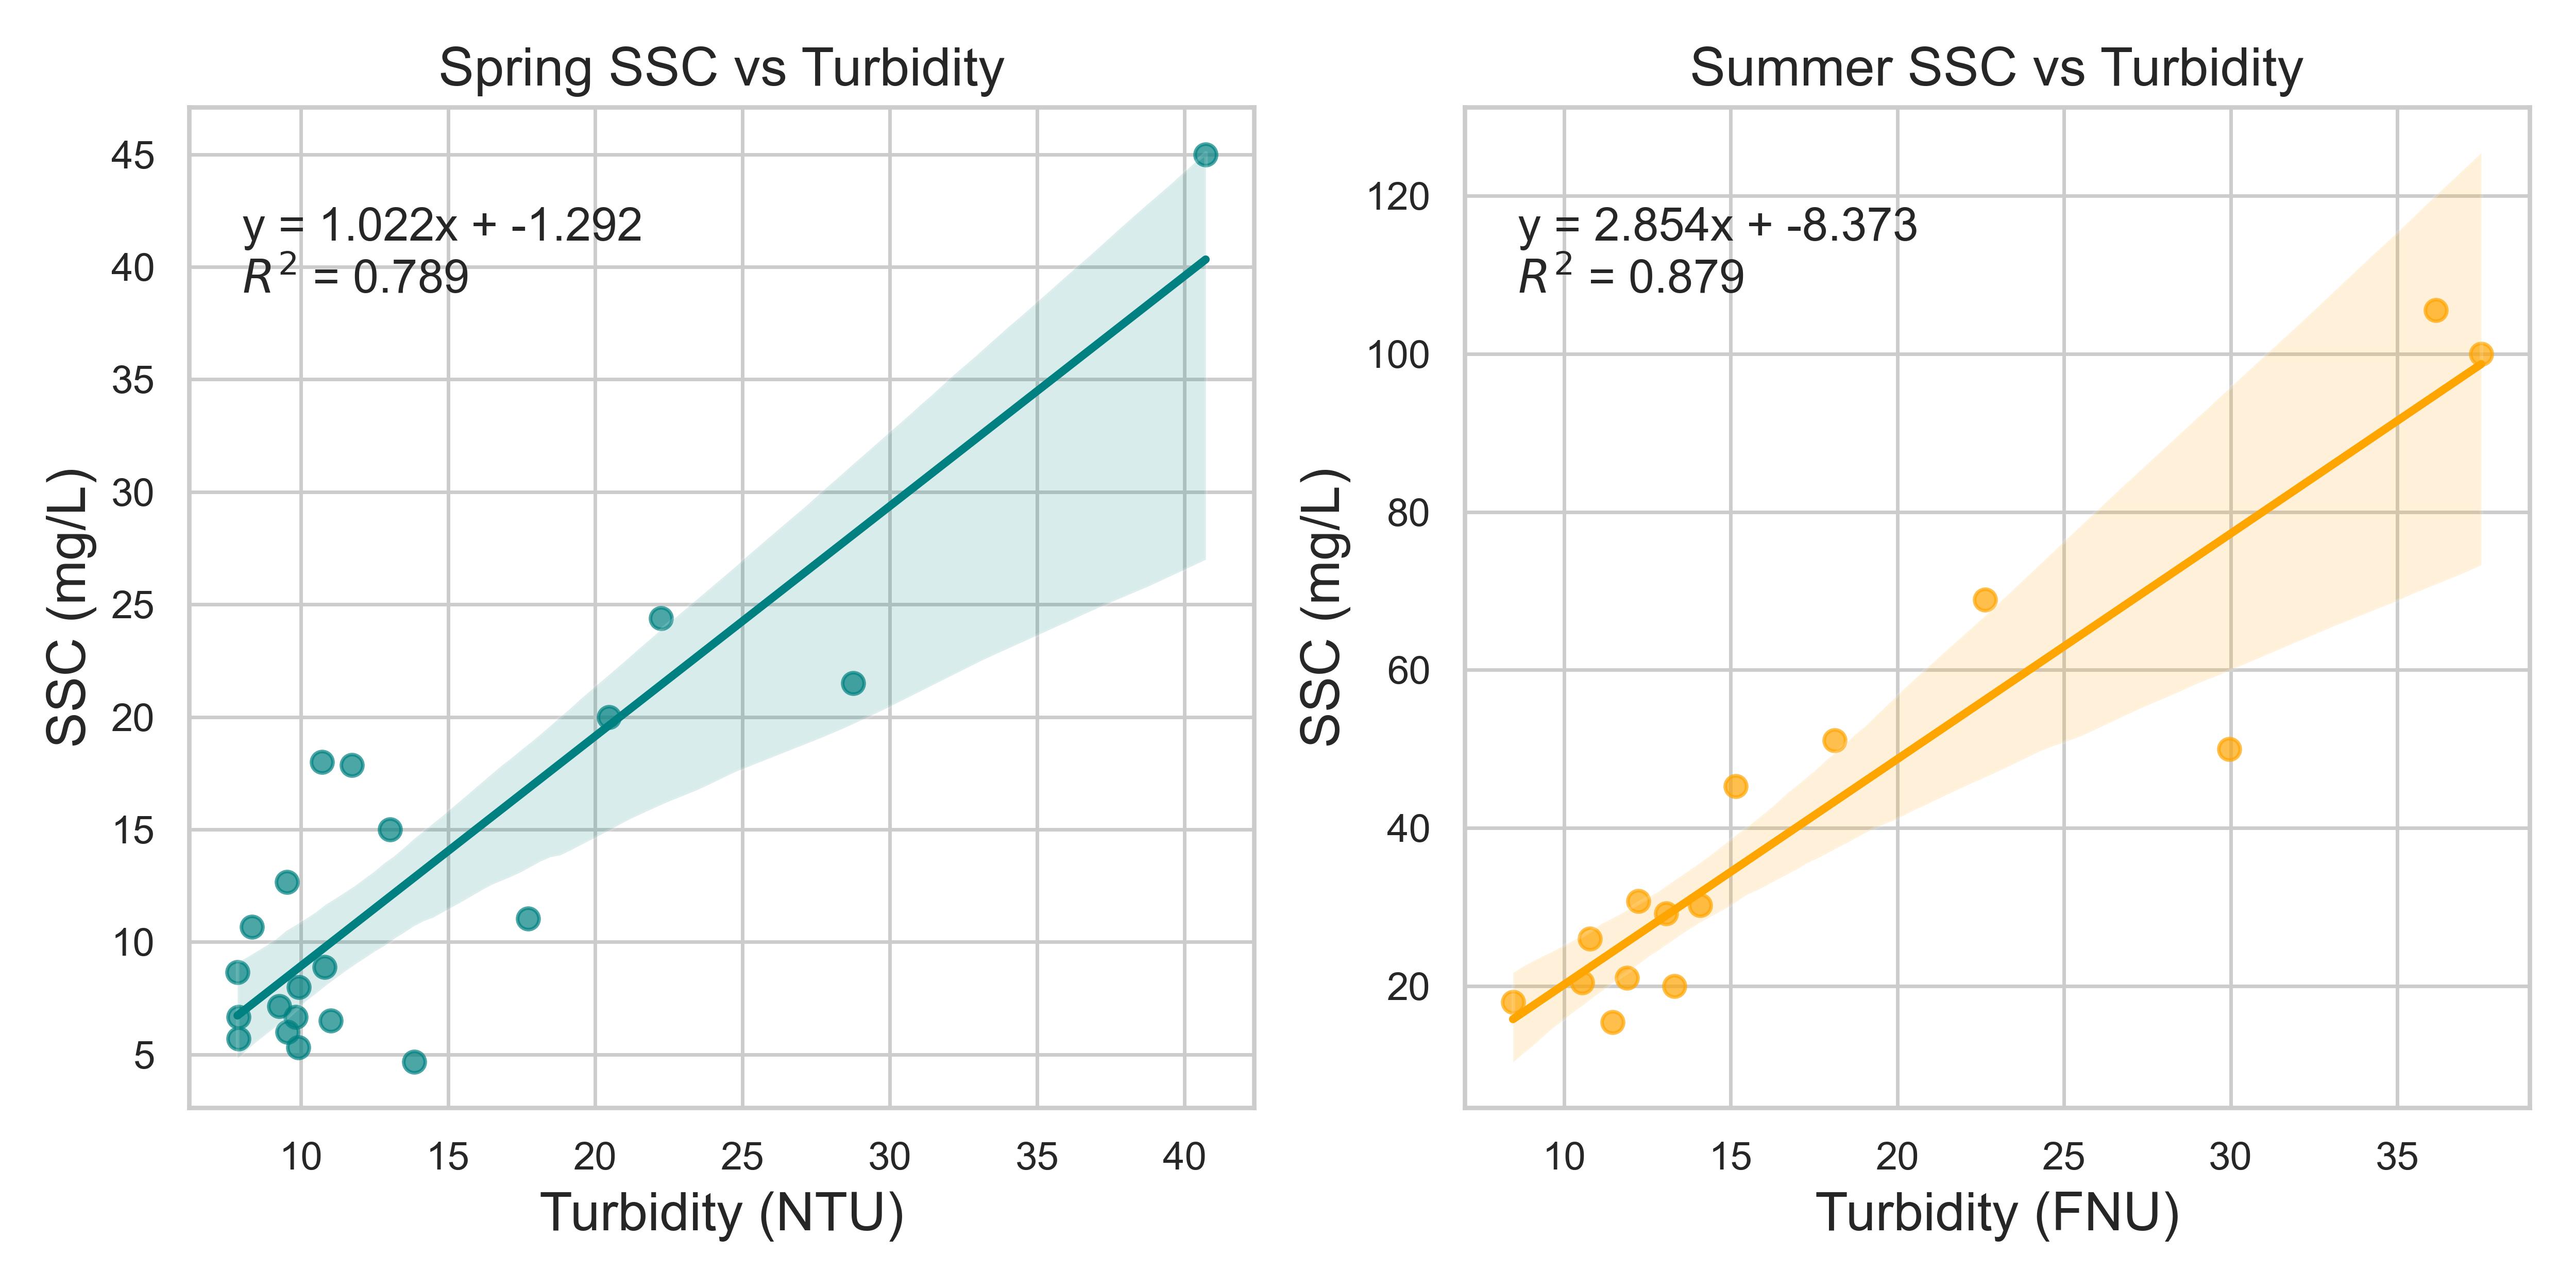 Spring SSC vs Turbidity
45
40
35
30
25
20
15
10
5
SSC (mg/L)
y = 1.022x + -1.292
R² = 0.789
10 15 20 25 30 35 40
Turbidity (NTU)
Summer SSC vs Turbidity
120
100
80
60
40
20
SSC (mg/L)
y = 2.854x + -8.373
R² = 0.879
10 15 20 25 30 35
Turbidity (FNU)